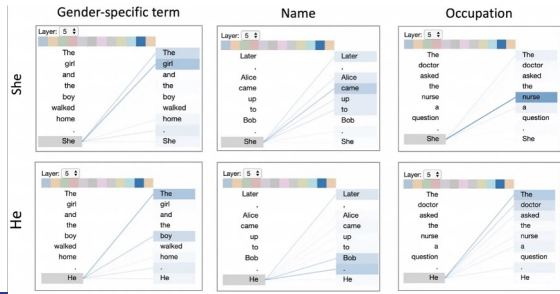 Gender-specific term
Name
Occupation
She
Layer: 5
The The
girl girl
and and
the the
boy boy
walked walked
home home
. .
She She
Layer: 5
Later Later
, ,
Alice Alice
came came
up up
to to
Bob Bob
. .
She She
Layer: 5
The The
doctor doctor
asked asked
the the
nurse nurse
a a
question question
. .
She She
He
Layer: 5
The The
girl girl
and and
the the
boy boy
walked walked
home home
. .
He He
Layer: 5
Later Later
, ,
Alice Alice
came came
up up
to to
Bob Bob
. .
He He
Layer: 5
The The
doctor doctor
asked asked
the the
nurse nurse
a a
question question
. .
He He